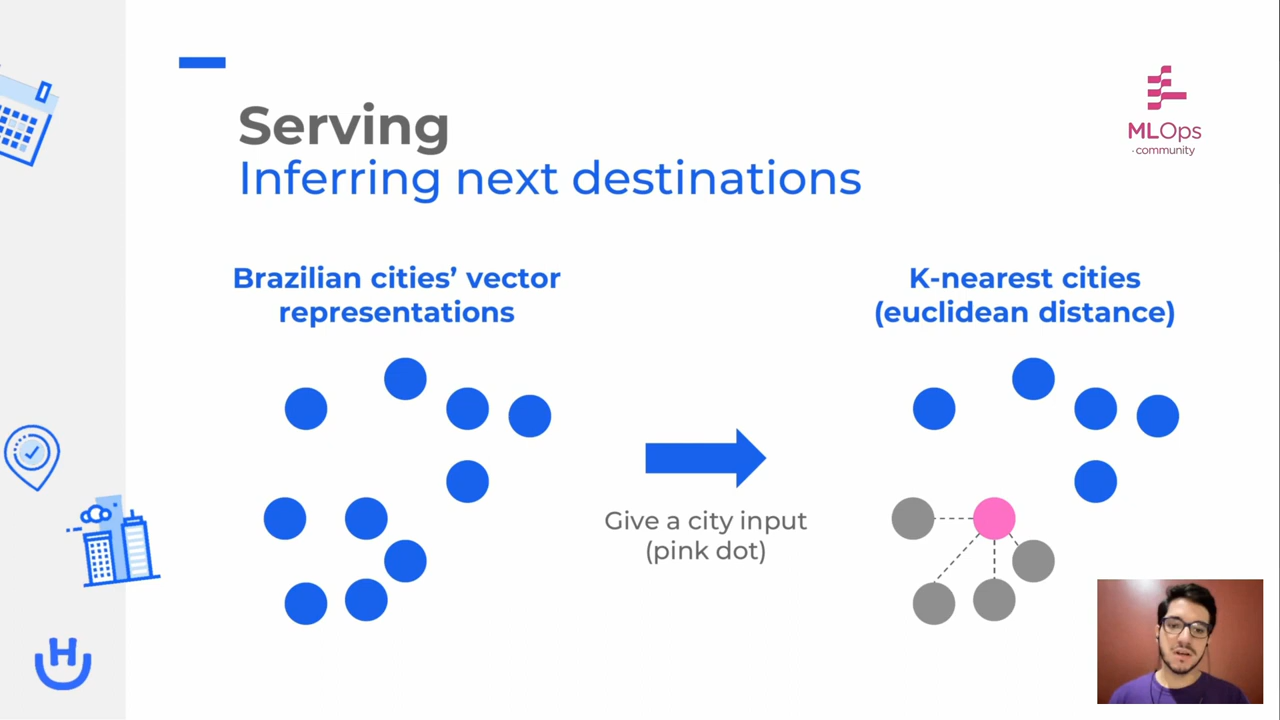 Serving
Inferring next destinations
MLOps
community
Brazilian cities’ vector
representations
Give a city input
(pink dot)
K-nearest cities
(euclidean distance)
H